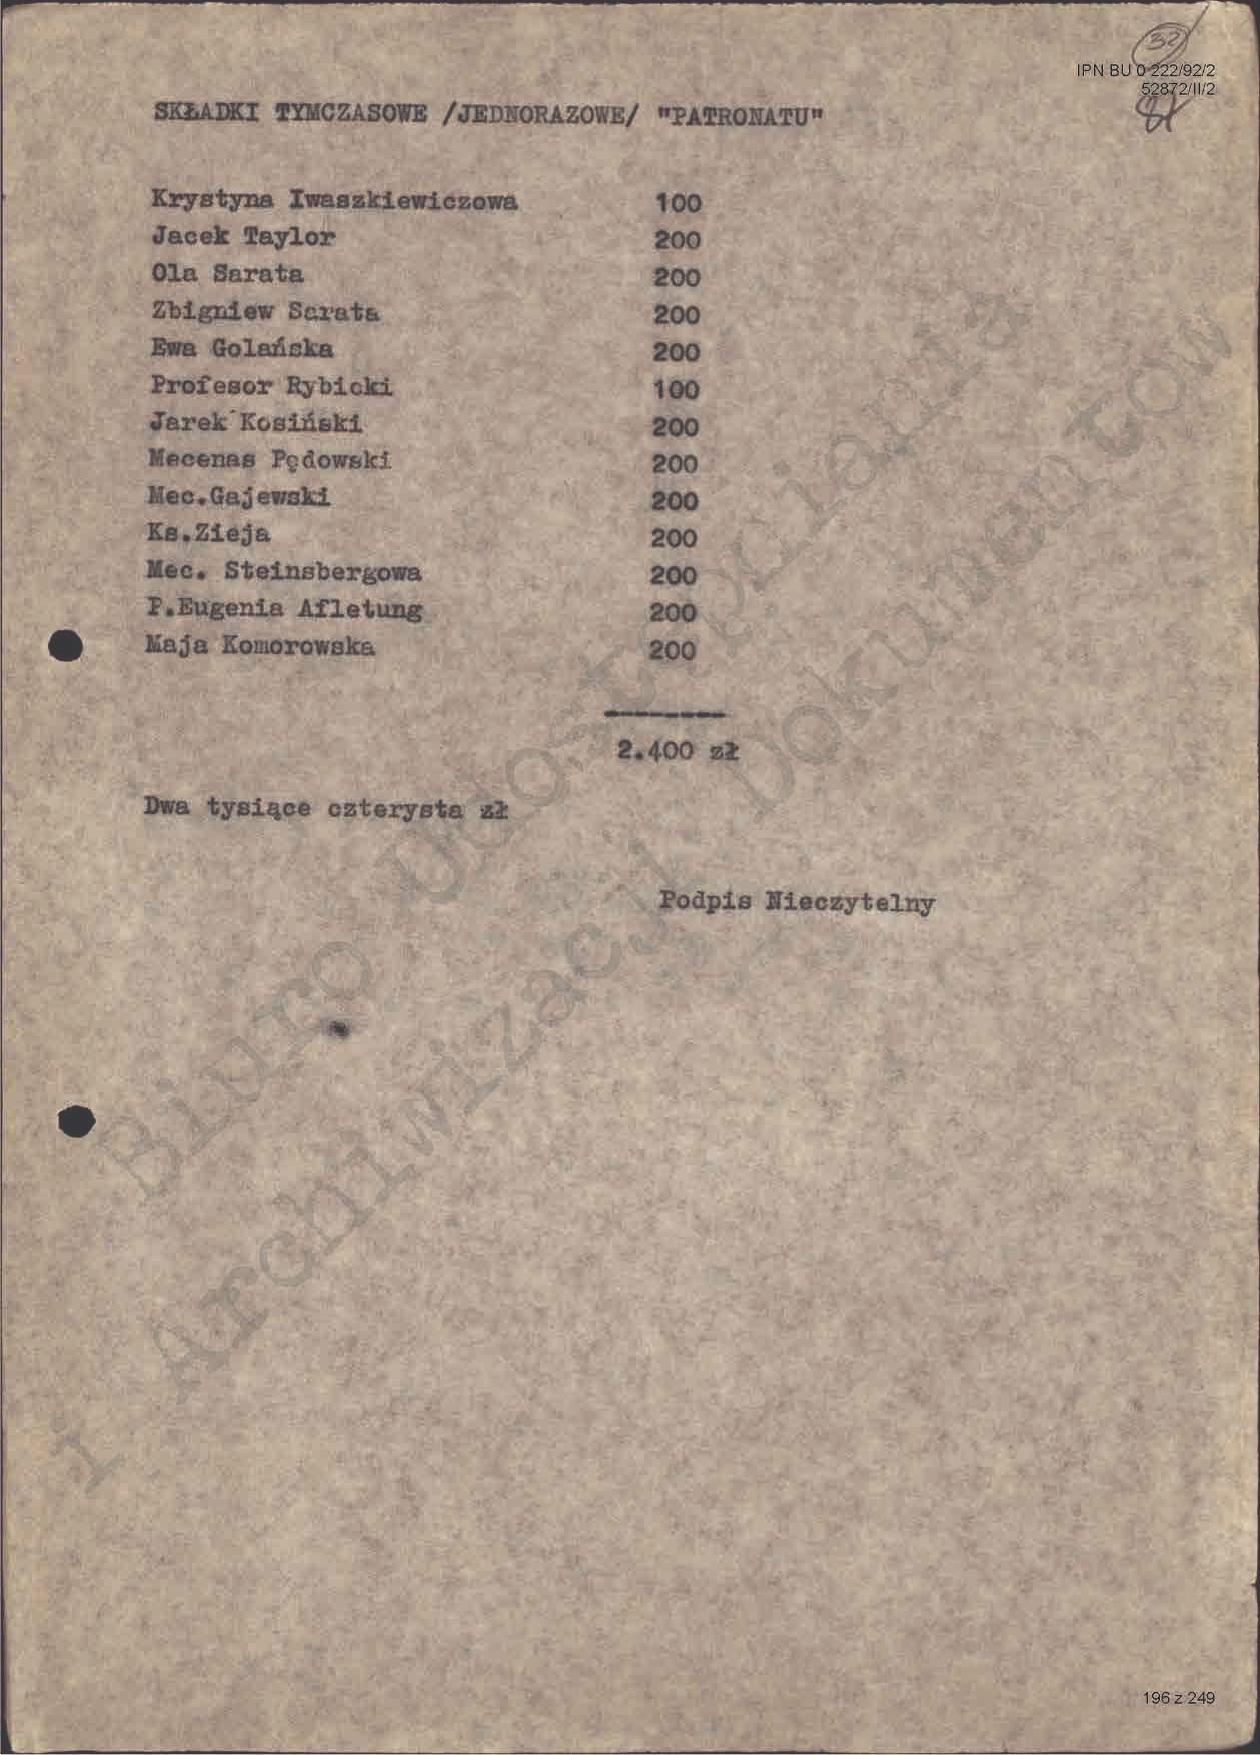 32
IPN BU 0 222/92/2
52872/II/2
SKŁADKI TYMCZASOWE /JEDNORAZOWE/ "PATRONATU"
Krystyna Iwaszkiewiczowa 100
Jacek Taylor 200
Ola Sarata 200
Zbigniew Sarata 200
Ewa Golańska 200
Profesor Rybicki 100
Jarek Kosiński 200
Mecenas Pędowski 200
Mec.Gajewski 200
Ks.Zieja 200
Mec. Steinsbergowa 200
P.Eugenia Afletung 200
Maja Komorowska 200
2.400 zł
Dwa tysiące czterysta zł
Podpis Nieczytelny
Biuro Udostępniania
i Archiwizacji Dokumentów
196 z 249